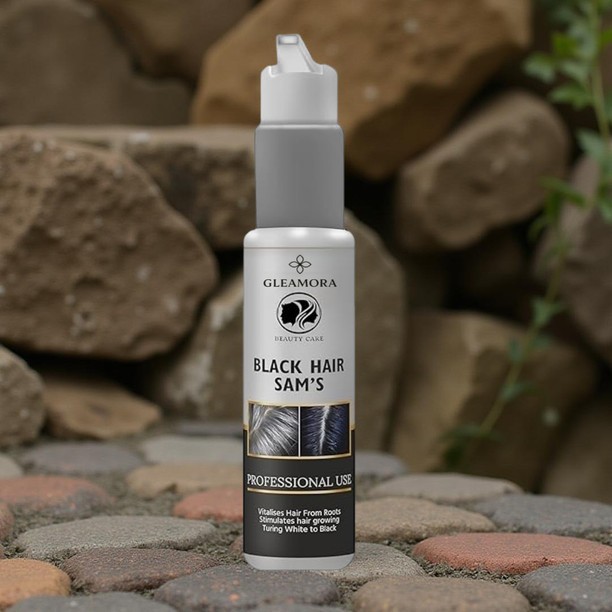 GLEAMORA
BEAUTY CARE
BLACK HAIR
SAM'S
PROFESSIONAL USE
Vitalises Hair From Roots
Stimulates hair growing
Turing White to Black